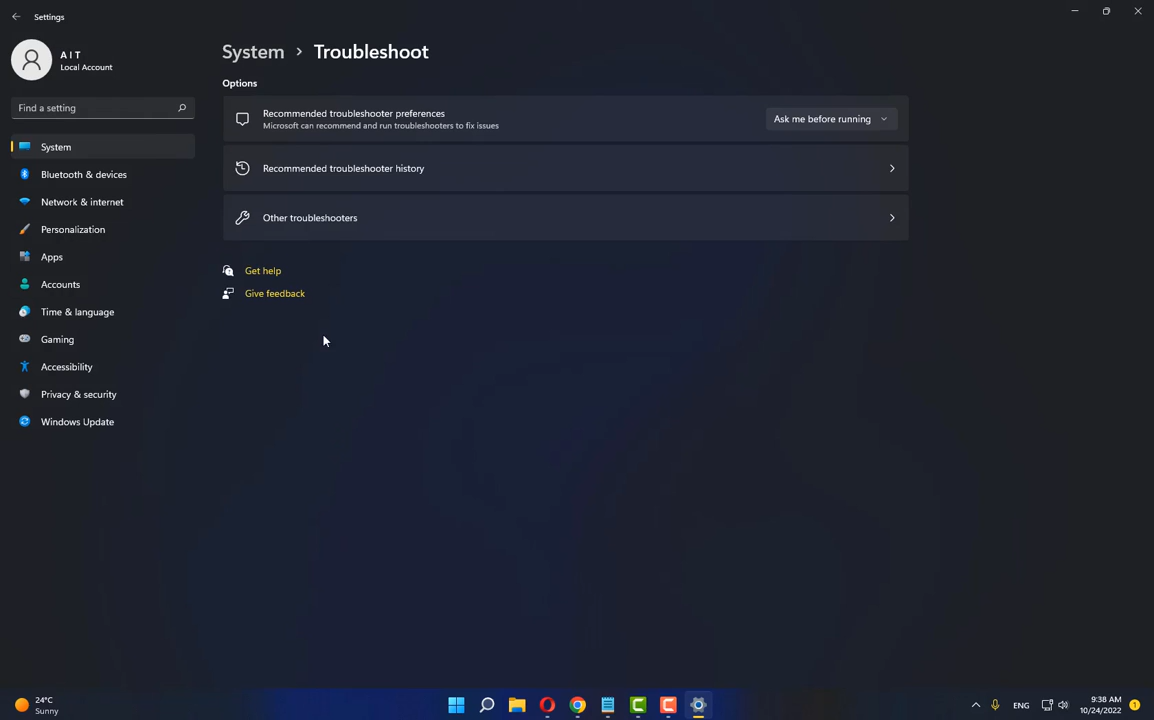 Settings
A I T
Local Account
Find a setting
System
Bluetooth & devices
Network & internet
Personalization
Apps
Accounts
Time & language
Gaming
Accessibility
Privacy & security
Windows Update
System > Troubleshoot
Options
Recommended troubleshooter preferences
Microsoft can recommend and run troubleshooters to fix issues
Ask me before running
Recommended troubleshooter history
Other troubleshooters
Get help
Give feedback
24°C
Sunny
ENG
9:38 AM
10/24/2022
1